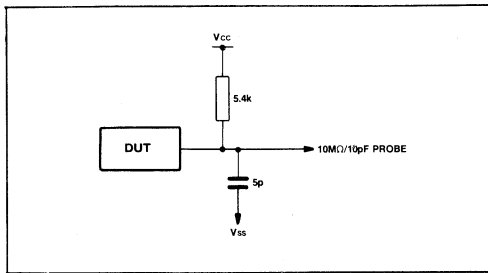 Vcc
5.4k
DUT
10MΩ/10pF PROBE
5p
Vss